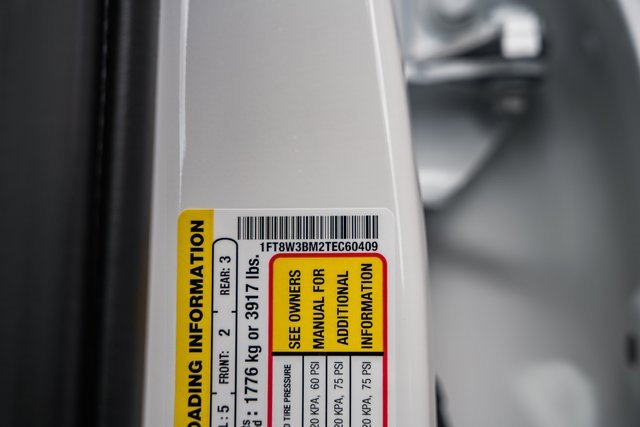 1FT8W3BM2TEC60409
REAR: 3
FRONT: 2
: 5
INFORMATION
: 1776 kg or 3917 lbs.
SEE OWNERS
MANUAL FOR
ADDITIONAL
INFORMATION
TIRE PRESSURE
KPA, 60 PSI
KPA, 75 PSI
KPA, 75 PSI